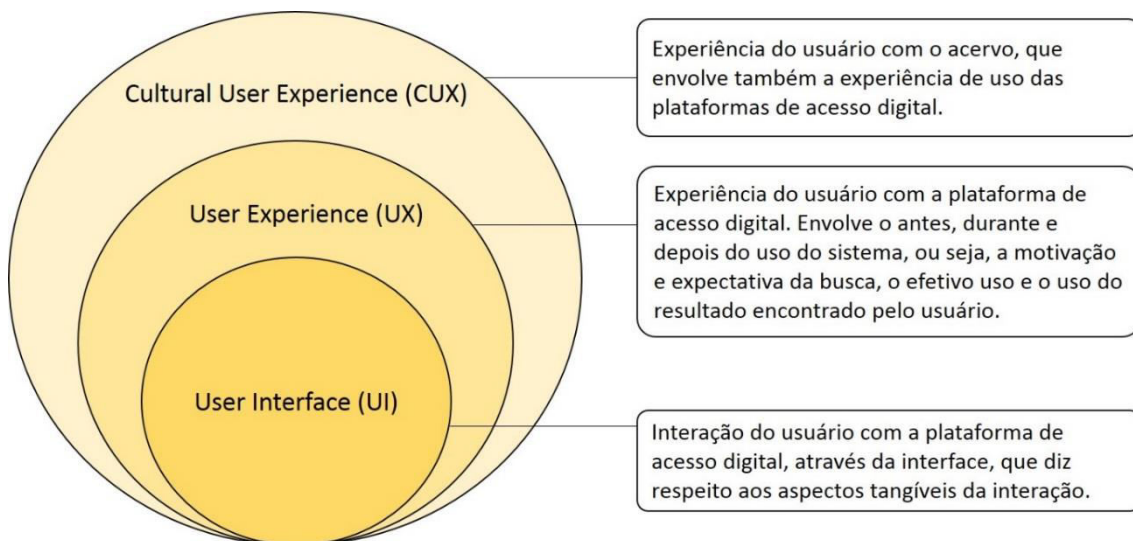 Cultural User Experience (CUX)
Experiência do usuário com o acervo, que
envolve também a experiência de uso das
plataformas de acesso digital.
User Experience (UX)
Experiência do usuário com a plataforma de
acesso digital. Envolve o antes, durante e
depois do uso do sistema, ou seja, a motivação
e expectativa da busca, o efetivo uso e o uso do
resultado encontrado pelo usuário.
User Interface (UI)
Interação do usuário com a plataforma de
acesso digital, através da interface, que diz
respeito aos aspectos tangíveis da interação.